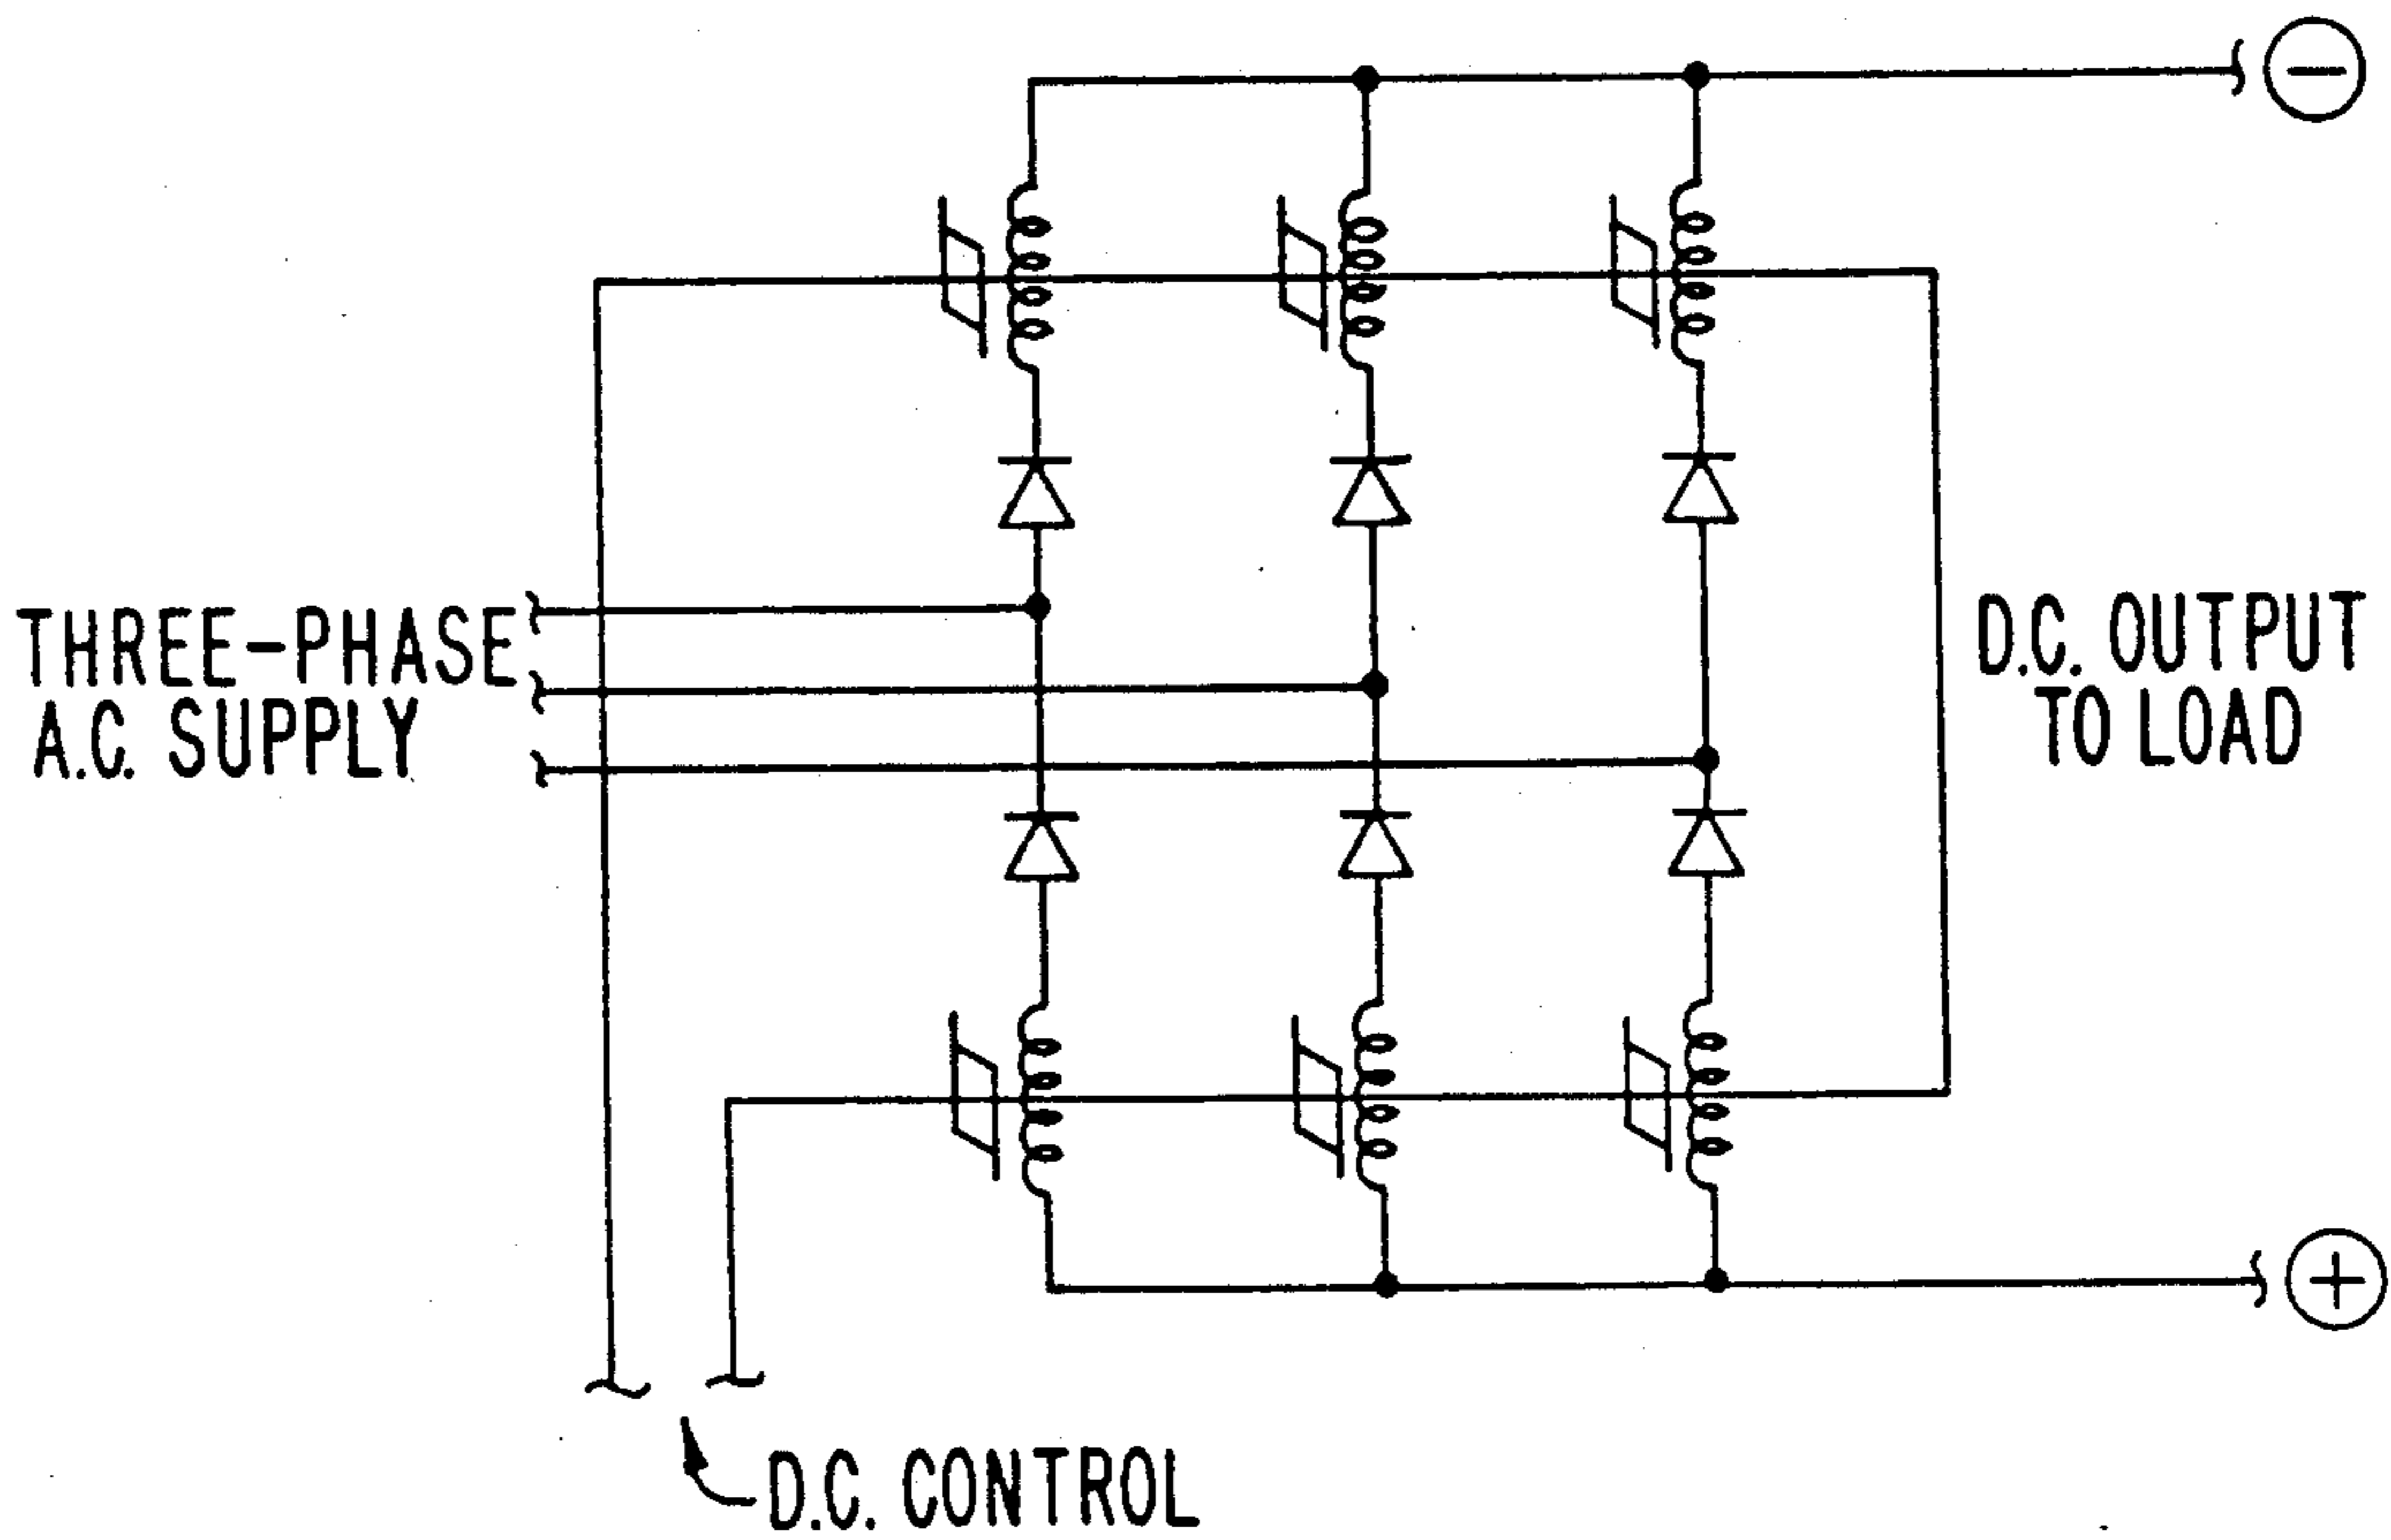 −
THREE-PHASE
A.C. SUPPLY
D.C. OUTPUT
TO LOAD
+
D.C. CONTROL